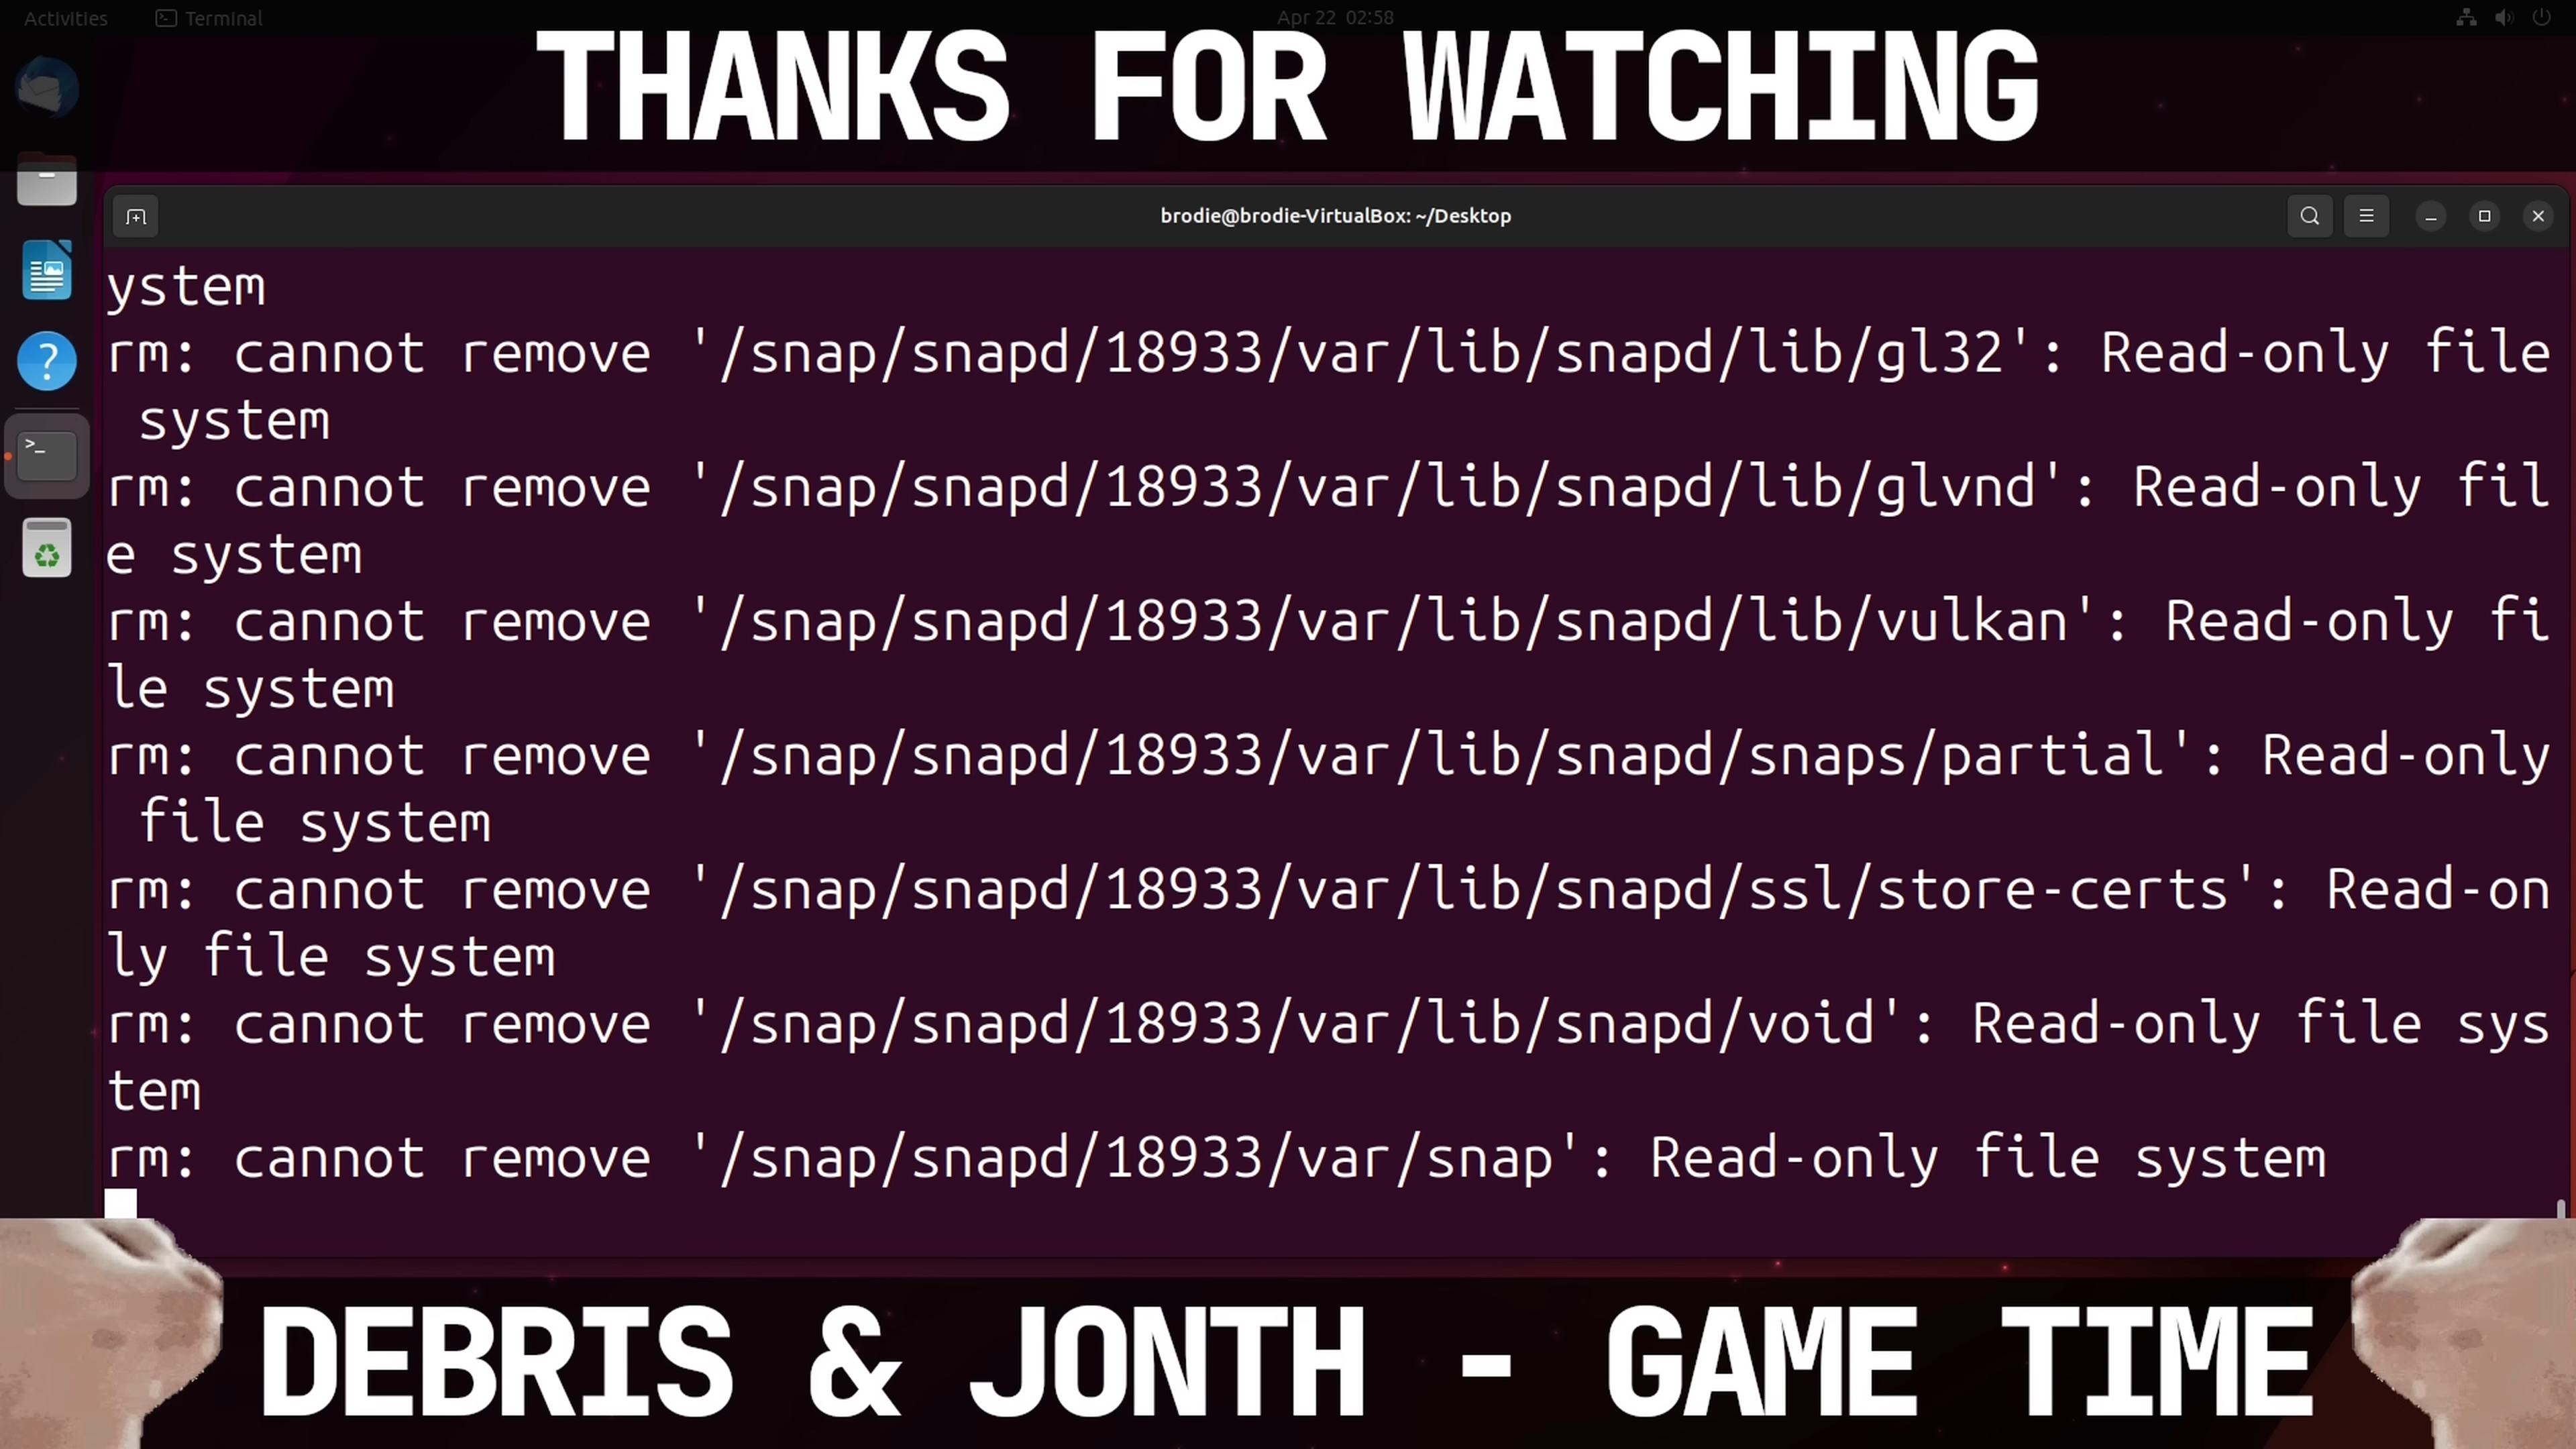 Activities Terminal Apr 22 02:58
THANKS FOR WATCHING
brodie@brodie-VirtualBox: ~/Desktop
ystem
rm: cannot remove '/snap/snapd/18933/var/lib/snapd/lib/gl32': Read-only file
 system
rm: cannot remove '/snap/snapd/18933/var/lib/snapd/lib/glvnd': Read-only fil
e system
rm: cannot remove '/snap/snapd/18933/var/lib/snapd/lib/vulkan': Read-only fi
le system
rm: cannot remove '/snap/snapd/18933/var/lib/snapd/snaps/partial': Read-only
 file system
rm: cannot remove '/snap/snapd/18933/var/lib/snapd/ssl/store-certs': Read-on
ly file system
rm: cannot remove '/snap/snapd/18933/var/lib/snapd/void': Read-only file sys
tem
rm: cannot remove '/snap/snapd/18933/var/snap': Read-only file system
DEBRIS & JONTH - GAME TIME